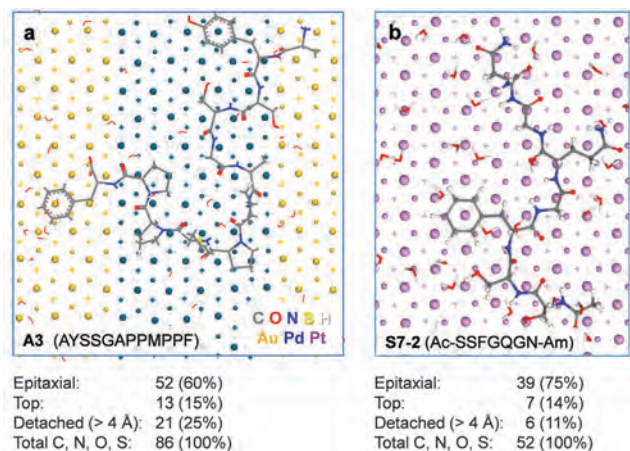 a
C O N S H
Au Pd Pt
A3 (AYSSGAPPMPPF)
Epitaxial: 52 (60%)
Top: 13 (15%)
Detached (> 4 Å): 21 (25%)
Total C, N, O, S: 86 (100%)
b
S7-2 (Ac-SSFGQGN-Am)
Epitaxial: 39 (75%)
Top: 7 (14%)
Detached (> 4 Å): 6 (11%)
Total C, N, O, S: 52 (100%)